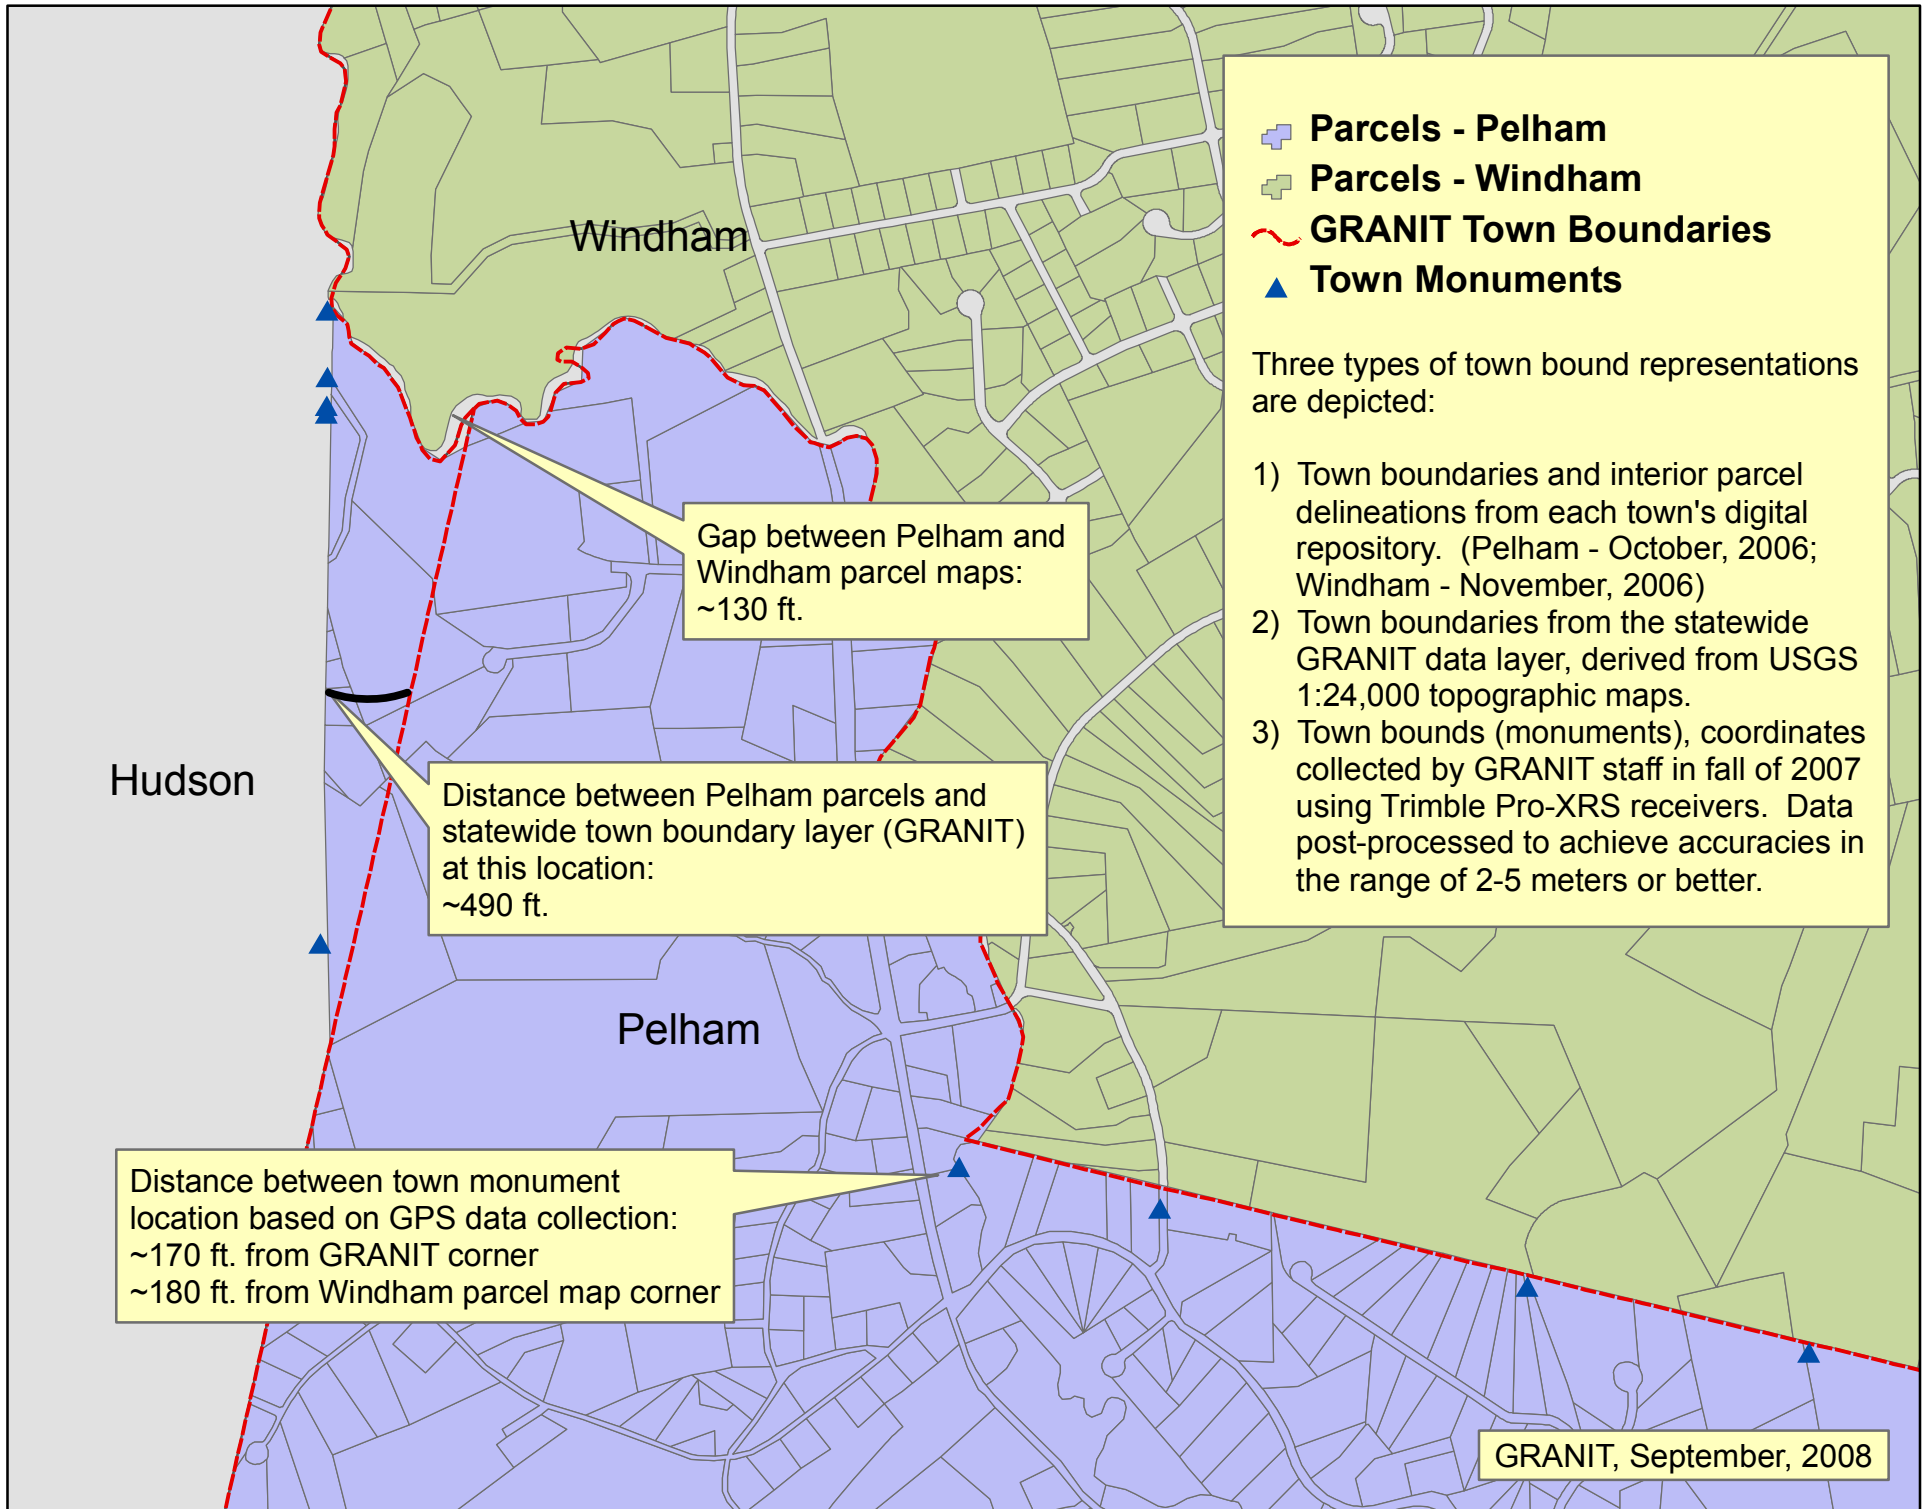 Parcels - Pelham
Parcels - Windham
GRANIT Town Boundaries
Town Monuments
Three types of town bound representations
are depicted:
1) Town boundaries and interior parcel
delineations from each town's digital
repository. (Pelham - October, 2006;
Windham - November, 2006)
2) Town boundaries from the statewide
GRANIT data layer, derived from USGS
1:24,000 topographic maps.
3) Town bounds (monuments), coordinates
collected by GRANIT staff in fall of 2007
using Trimble Pro-XRS receivers. Data
post-processed to achieve accuracies in
the range of 2-5 meters or better.
Windham
Gap between Pelham and
Windham parcel maps:
~130 ft.
Hudson
Distance between Pelham parcels and
statewide town boundary layer (GRANIT)
at this location:
~490 ft.
Pelham
Distance between town monument
location based on GPS data collection:
~170 ft. from GRANIT corner
~180 ft. from Windham parcel map corner
GRANIT, September, 2008